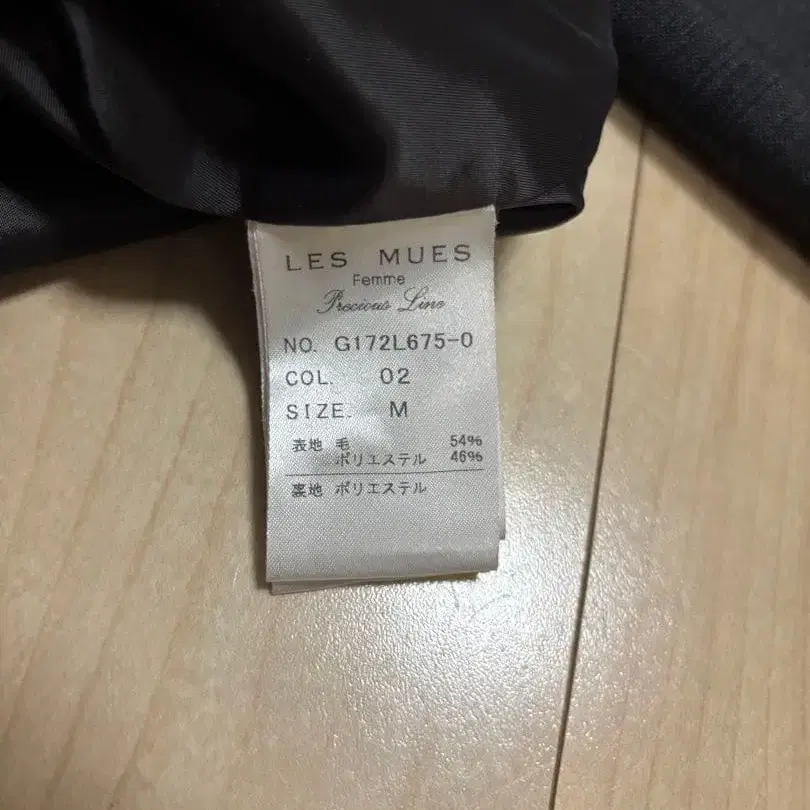 LES MUES
Femme
Precious Line
NO. G172L675-0
COL. 02
SIZE. M
表地 毛 54%
ポリエステル 46%
裏地 ポリエステル